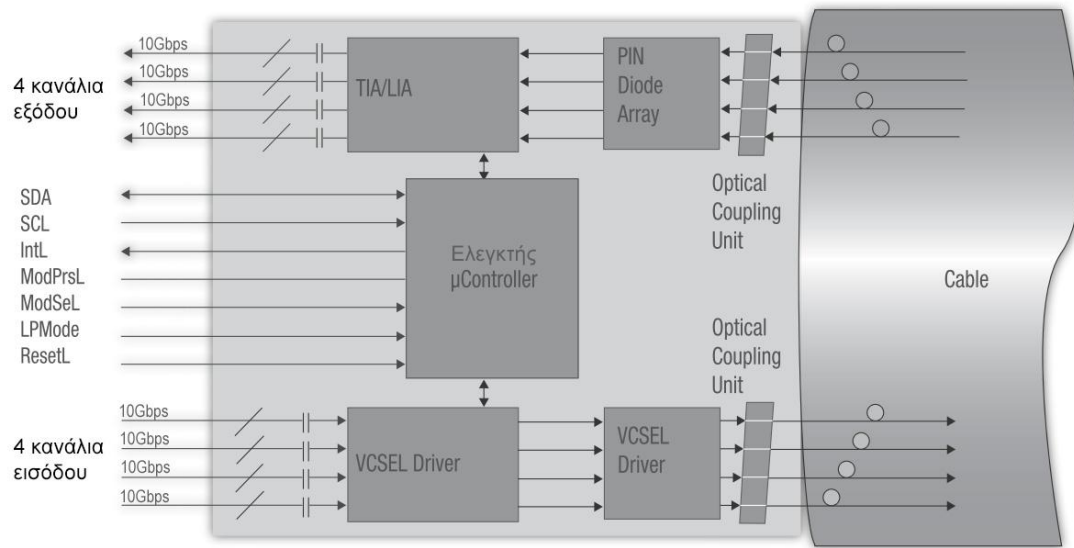 10Gbps
10Gbps
10Gbps
10Gbps
4 κανάλια
εξόδου
TIA/LIA
PIN
Diode
Array
Optical
Coupling
Unit
SDA
SCL
IntL
ModPrsL
ModSeL
LPMode
ResetL
Ελεγκτής
μController
Cable
Optical
Coupling
Unit
10Gbps
10Gbps
10Gbps
10Gbps
4 κανάλια
εισόδου
VCSEL Driver
VCSEL
Driver